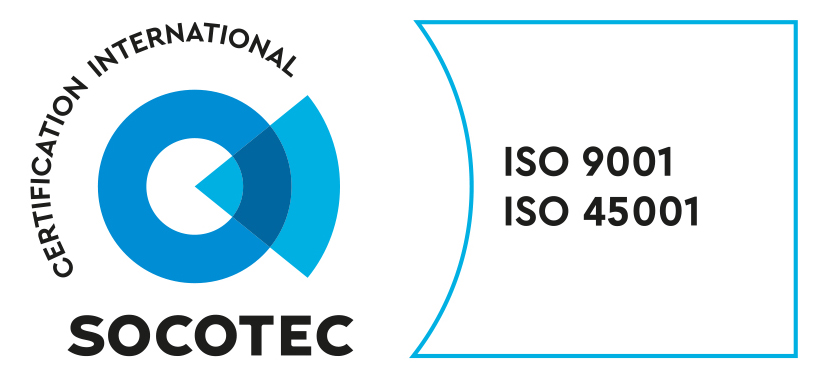 CERTIFICATION INTERNATIONAL
SOCOTEC
ISO 9001
ISO 45001